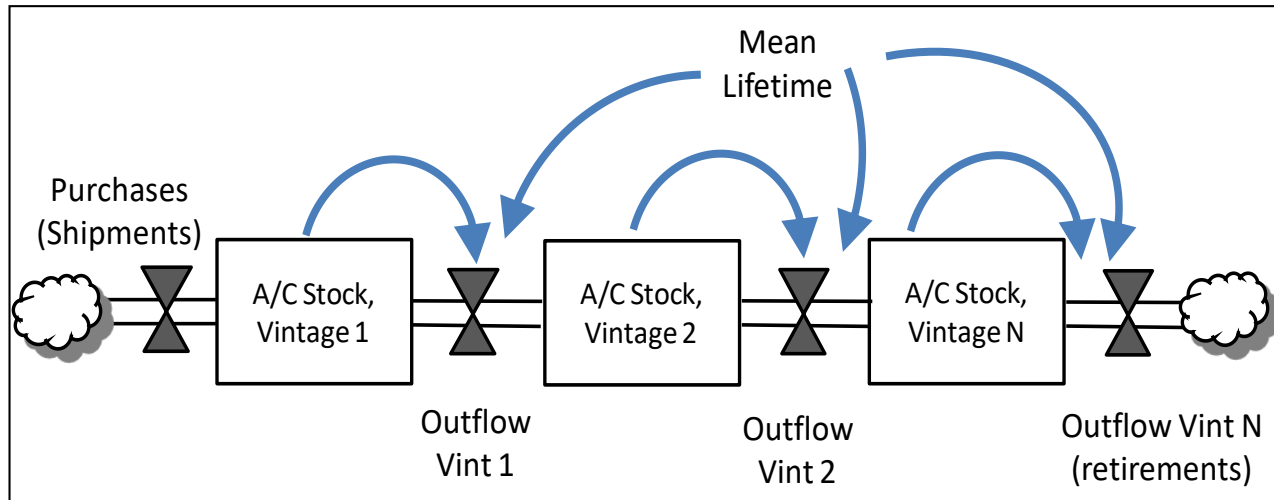 Mean
Lifetime
Purchases
(Shipments)
A/C Stock,
Vintage 1
A/C Stock,
Vintage 2
A/C Stock,
Vintage N
Outflow
Vint 1
Outflow
Vint 2
Outflow Vint N
(retirements)